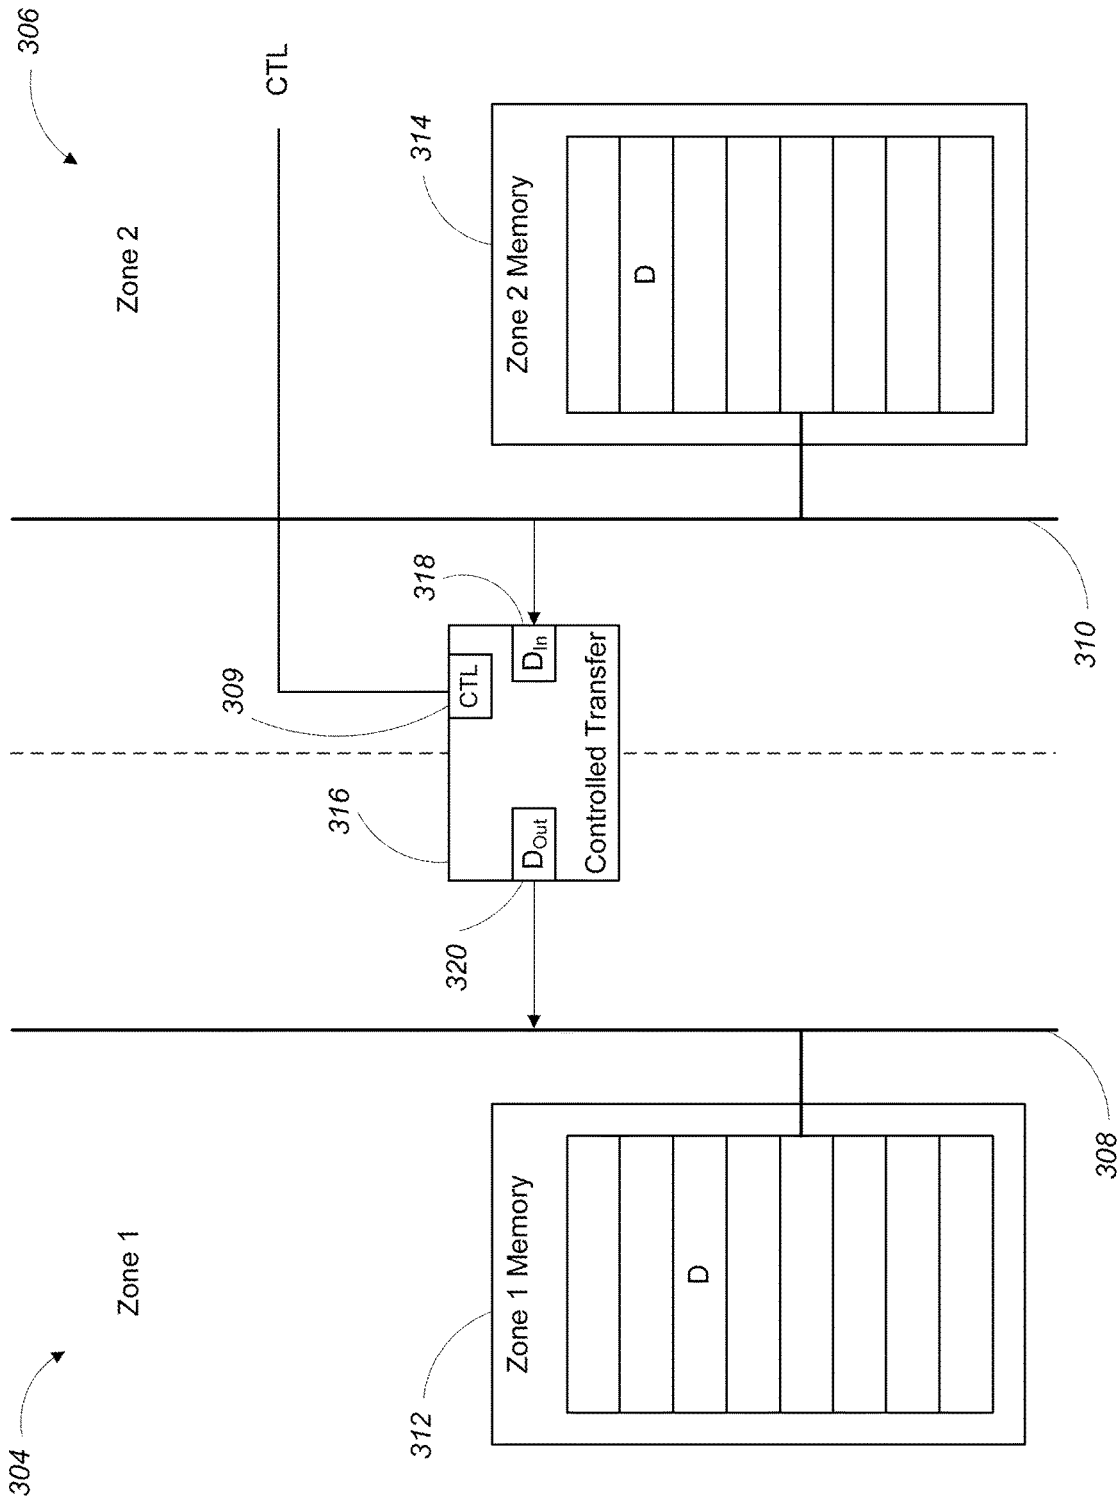 304
306
Zone 1
Zone 2
CTL
312
Zone 1 Memory
D
320
316
309
318
CTL
D_Out
D_In
Controlled Transfer
314
Zone 2 Memory
D
308
310